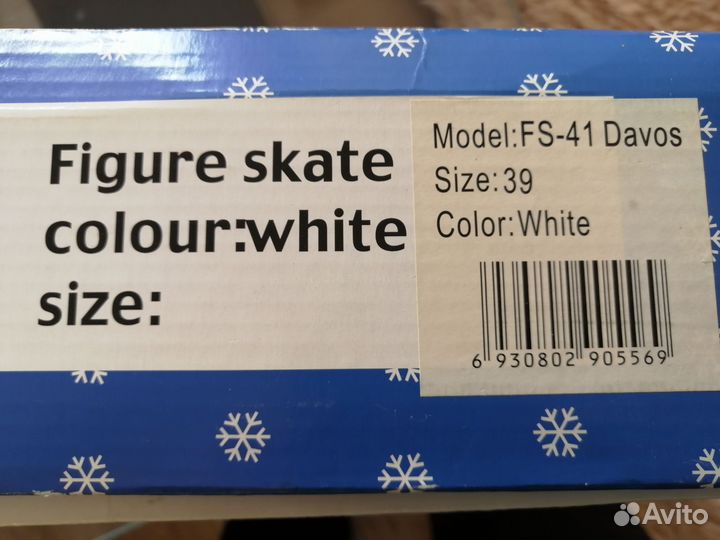 Figure skate
colour:white
size:
Model:FS-41 Davos
Size:39
Color:White
6 930802 905569
Avito